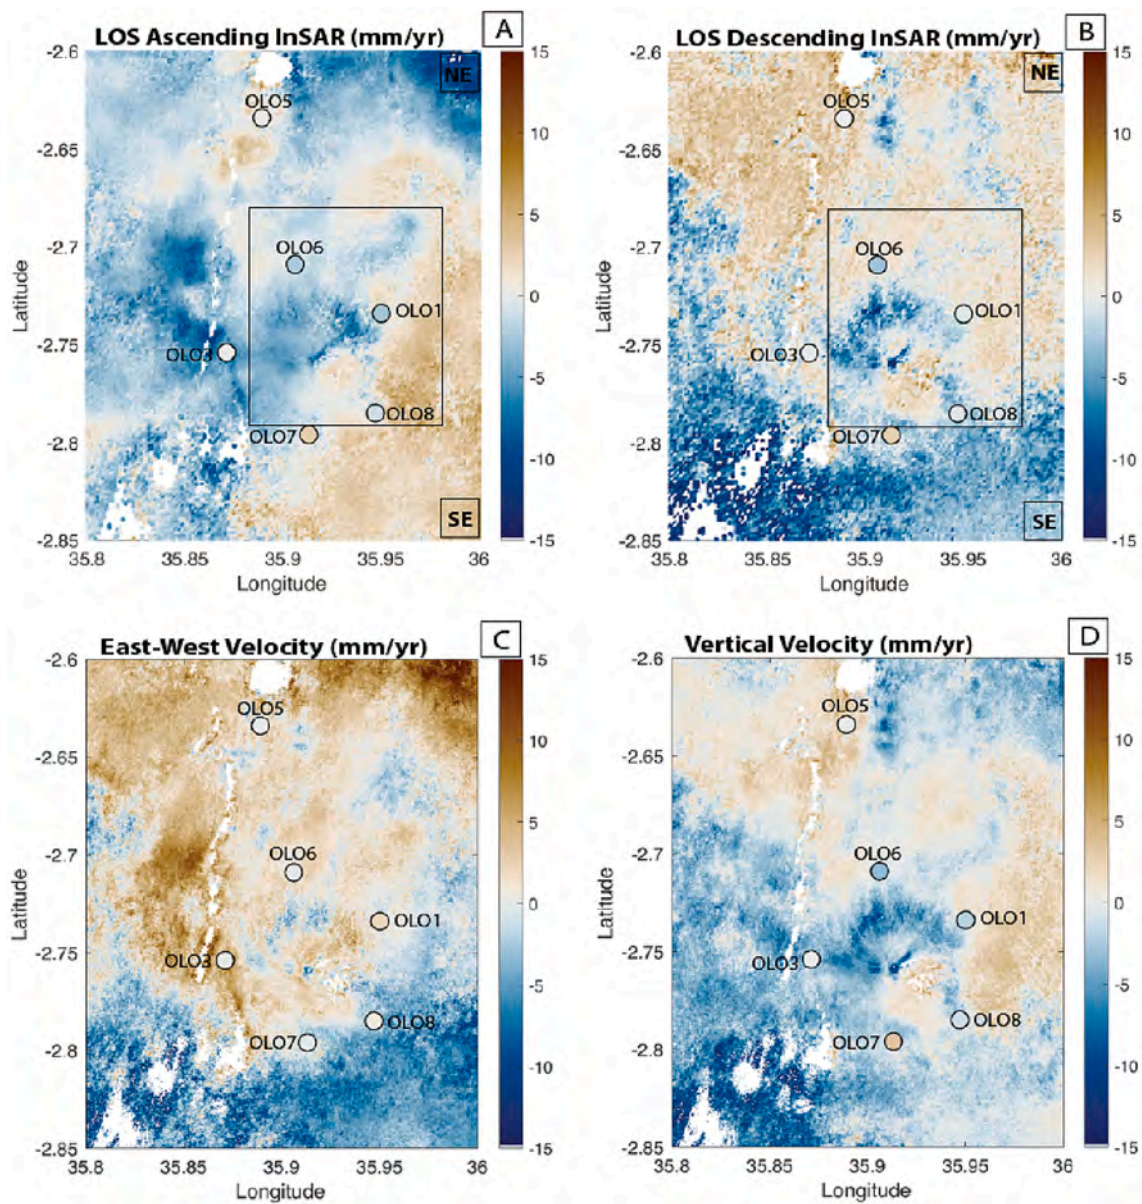 LOS Ascending InSAR (mm/yr)
A
-2.6
-2.65
-2.7
-2.75
-2.8
-2.85
Latitude
35.8
35.85
35.9
35.95
36
Longitude
NE
OLO5
OLO6
OLO1
OLO3
OLO8
OLO7
SE
15
10
5
0
-5
-10
-15
LOS Descending InSAR (mm/yr)
B
-2.6
-2.65
-2.7
-2.75
-2.8
-2.85
Latitude
35.8
35.85
35.9
35.95
36
Longitude
NE
OLO5
OLO6
OLO1
OLO3
OLO8
OLO7
SE
15
10
5
0
-5
-10
-15
East-West Velocity (mm/yr)
C
-2.6
-2.65
-2.7
-2.75
-2.8
-2.85
Latitude
35.8
35.85
35.9
35.95
36
Longitude
OLO5
OLO6
OLO1
OLO3
OLO8
OLO7
15
10
5
0
-5
-10
-15
Vertical Velocity (mm/yr)
D
-2.6
-2.65
-2.7
-2.75
-2.8
-2.85
Latitude
35.8
35.85
35.9
35.95
36
Longitude
OLO5
OLO6
OLO1
OLO3
OLO8
OLO7
15
10
5
0
-5
-10
-15